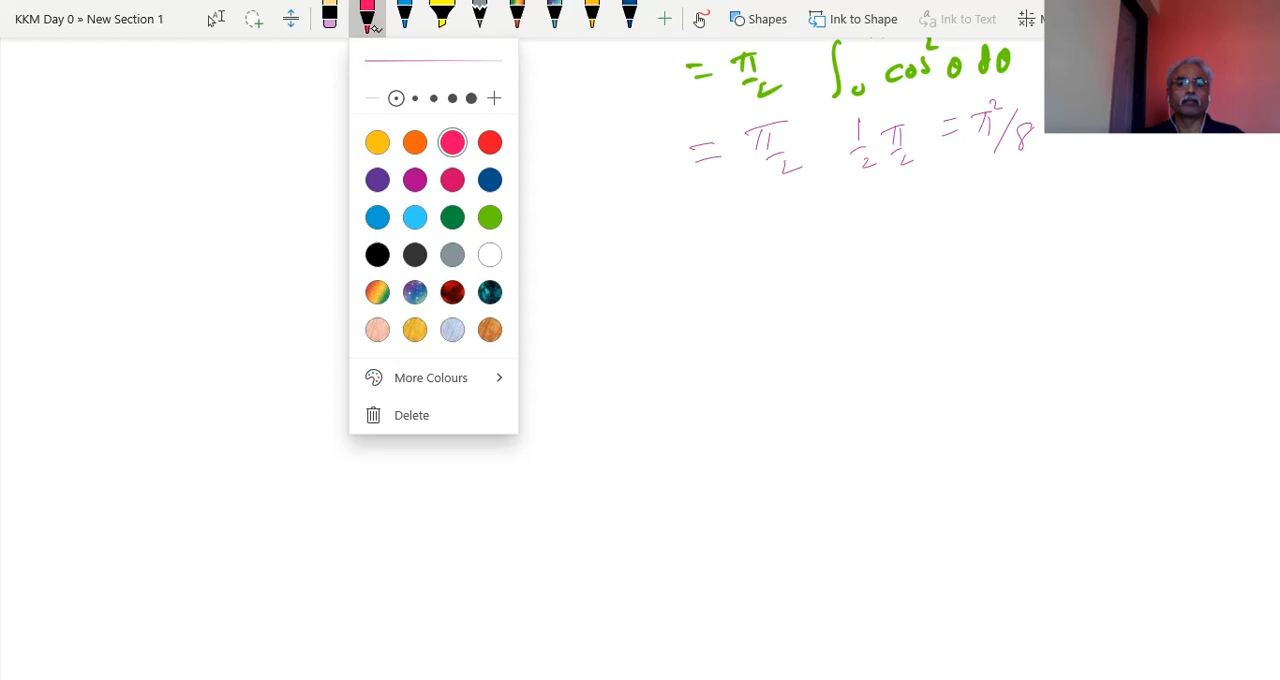 KKM Day 0 » New Section 1
Shapes
Ink to Shape
Ink to Text
M
= π/2 ∫₀ cos² θ dθ
= π/2 1/2 π/2 = π²/8
More Colours
Delete